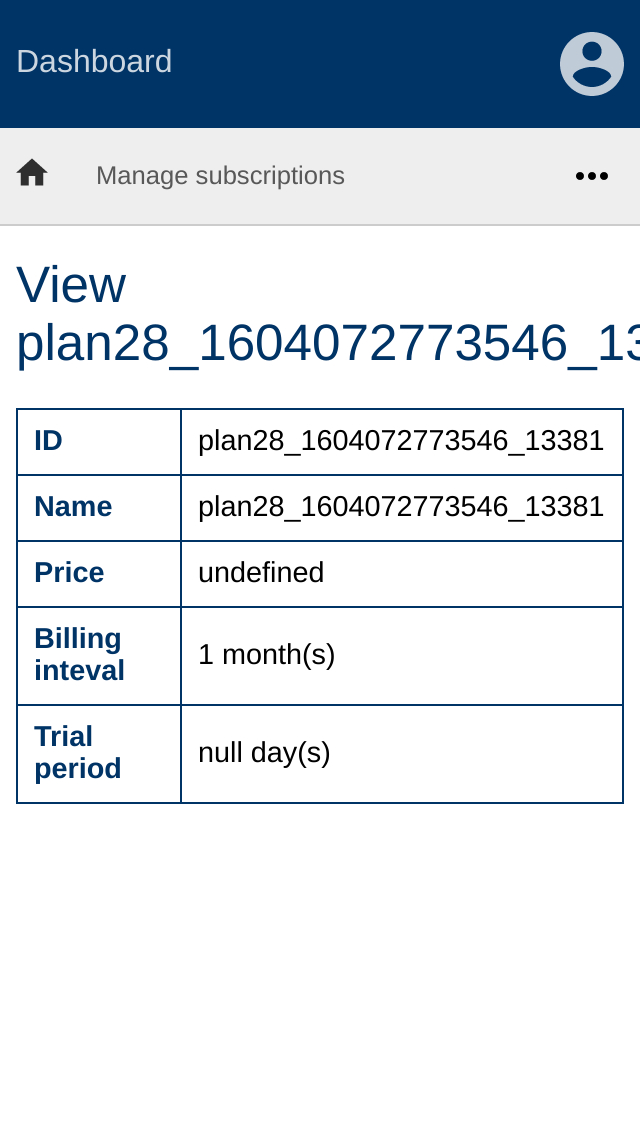 Dashboard
Manage subscriptions
View
plan28_1604072773546_13
ID plan28_1604072773546_13381
Name plan28_1604072773546_13381
Price undefined
Billing
inteval
1 month(s)
Trial
period
null day(s)